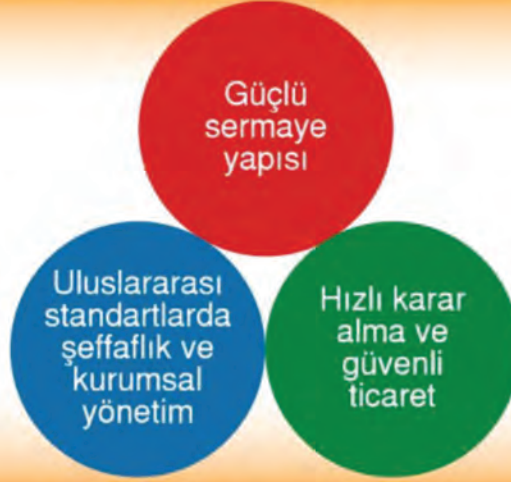 Güçlü
sermaye
yapısı
Uluslararası
standartlarda
şeffaflık ve
kurumsal
yönetim
Hızlı karar
alma ve
güvenli
ticaret